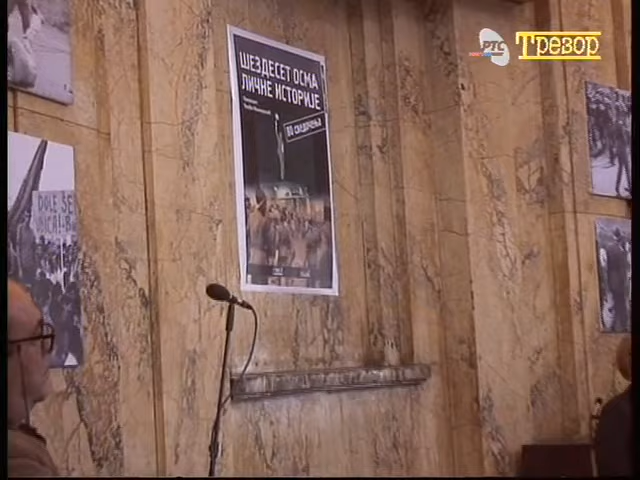 РТС
Трезор
ШЕЗДЕСЕТ ОСМА
ЛИЧНЕ ИСТОРИЈЕ
80 СВЕДОЧЕЊА
DOLE SE